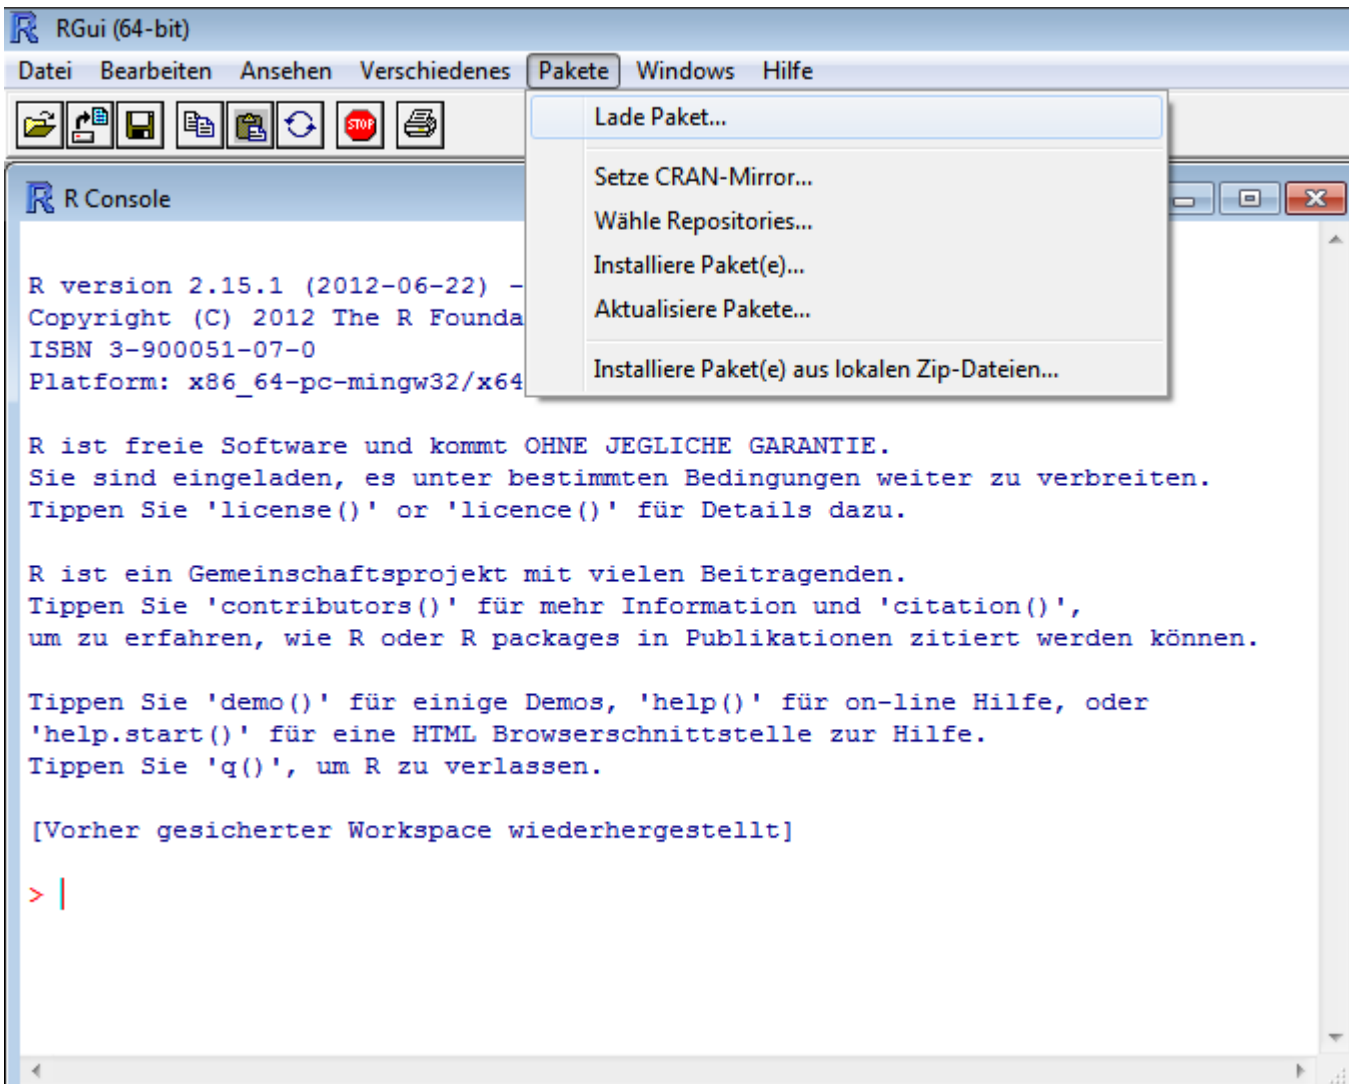 RGui (64-bit)
Datei Bearbeiten Ansehen Verschiedenes Pakete Windows Hilfe
STOP
Lade Paket...
Setze CRAN-Mirror...
Wähle Repositories...
Installiere Paket(e)...
Aktualisiere Pakete...
Installiere Paket(e) aus lokalen Zip-Dateien...
R Console
R version 2.15.1 (2012-06-22) -
Copyright (C) 2012 The R Founda
ISBN 3-900051-07-0
Platform: x86_64-pc-mingw32/x64
R ist freie Software und kommt OHNE JEGLICHE GARANTIE.
Sie sind eingeladen, es unter bestimmten Bedingungen weiter zu verbreiten.
Tippen Sie 'license()' or 'licence()' für Details dazu.
R ist ein Gemeinschaftsprojekt mit vielen Beitragenden.
Tippen Sie 'contributors()' für mehr Information und 'citation()',
um zu erfahren, wie R oder R packages in Publikationen zitiert werden können.
Tippen Sie 'demo()' für einige Demos, 'help()' für on-line Hilfe, oder
'help.start()' für eine HTML Browserschnittstelle zur Hilfe.
Tippen Sie 'q()', um R zu verlassen.
[Vorher gesicherter Workspace wiederhergestellt]
>